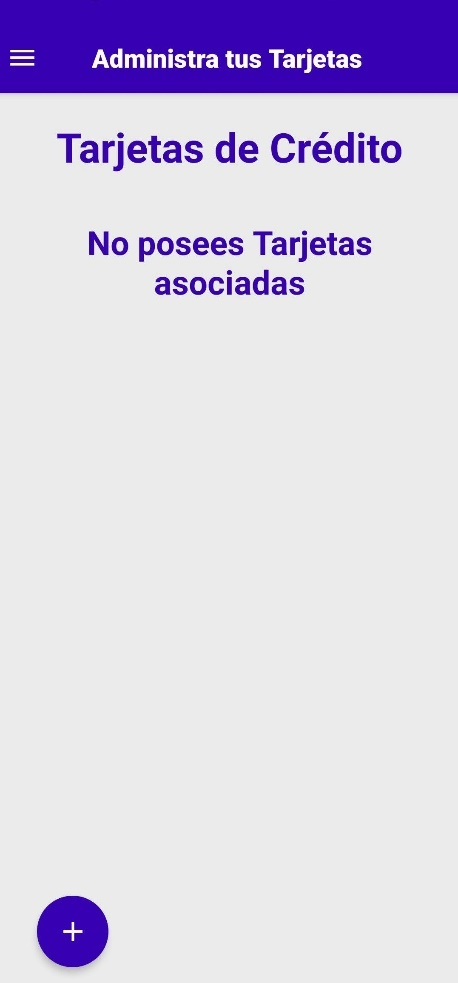 Administra tus Tarjetas
Tarjetas de Crédito
No posees Tarjetas
asociadas
+